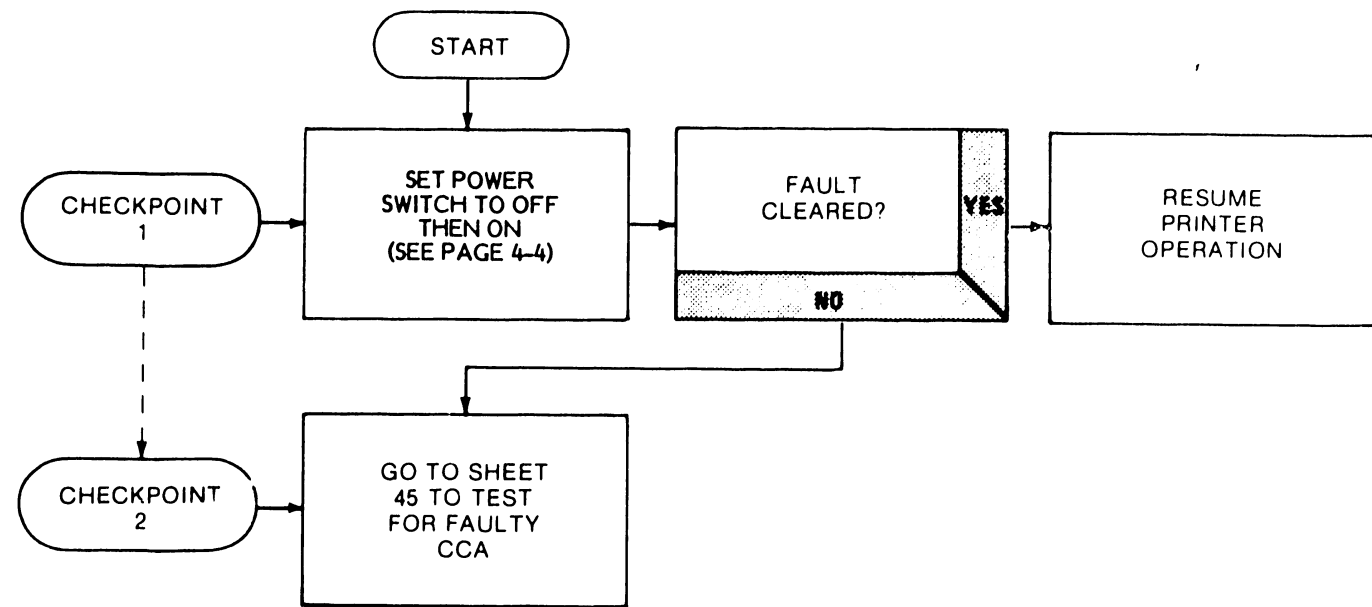 START
CHECKPOINT
1
SET POWER
SWITCH TO OFF
THEN ON
(SEE PAGE 4-4)
FAULT
CLEARED?
YES
NO
RESUME
PRINTER
OPERATION
CHECKPOINT
2
GO TO SHEET
45 TO TEST
FOR FAULTY
CCA